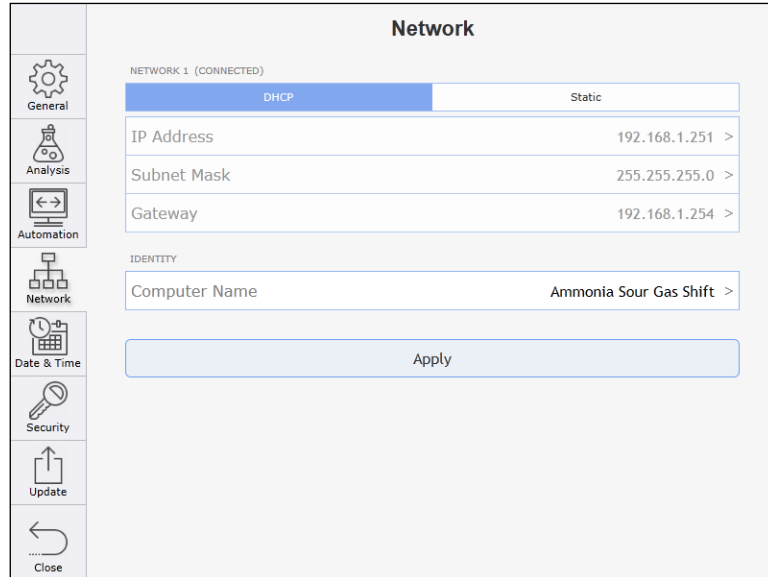 Network
NETWORK 1 (CONNECTED)
DHCP Static
IP Address 192.168.1.251 >
Subnet Mask 255.255.255.0 >
Gateway 192.168.1.254 >
IDENTITY
Computer Name Ammonia Sour Gas Shift >
Apply
General
Analysis
Automation
Network
Date & Time
Security
Update
Close